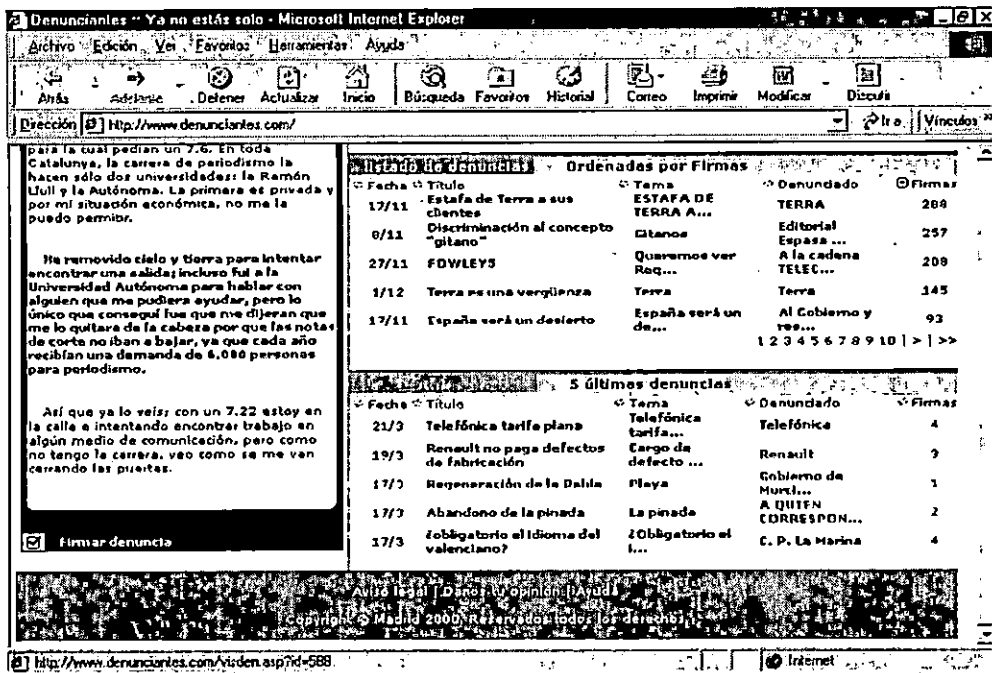 Denunciantes ~ Ya no estás solo - Microsoft Internet Explorer
Archivo Edición Ver Favoritos Herramientas Ayuda
Atrás Adelante Detener Actualizar Inicio Búsqueda Favoritos Historial Correo Imprimir Modificar Discutir
Dirección http://www.denunciantes.com/ Ir a Vínculos »
para la cual pedían un 7.6. En toda
Catalunya, la carrera de periodismo la
hacen sólo dos universidades: la Ramón
Llull y la Autónoma. La primera es privada y
por mi situación económica, no me la
puedo permitir.
He removido cielo y tierra para intentar
encontrar una salida; incluso fui a la
Universidad Autónoma para hablar con
alguien que me pudiera ayudar, pero lo
único que conseguí fue que me dijeran que
me lo quitara de la cabeza por que las notas
de corte no iban a bajar, ya que cada año
recibían una demanda de 6.000 personas
para periodismo.
Así que ya lo veis: con un 7.22 estoy en
la calle e intentando encontrar trabajo en
algún medio de comunicación, pero como
no tengo la carrera, veo como se me van
cerrando las puertas.
Firmar denuncia
Listado de denuncias Ordenadas por Firmas
Fecha Título Tema Denunciado Firmas
17/11 Estafa de Terra a sus clientes ESTAFA DE TERRA A... TERRA 288
8/11 Discriminación al concepto "gitano" Gitanos Editorial Espasa ... 257
27/11 FOWLEYS Queremos ver Reg... A la cadena TELEC... 208
1/12 Terra es una vergüenza Terra Terra 145
17/11 España será un desierto España será un de... Al Gobierno y res... 93
1 2 3 4 5 6 7 8 9 10 | > | >>
5 últimas denuncias
Fecha Título Tema Denunciado Firmas
21/3 Telefónica tarifa plana Telefónica tarifa... Telefónica 4
19/3 Renault no paga defectos de fabricación Cargo de defecto ... Renault 3
17/3 Regeneración de la Bahía Playa Gobierno de Murci... 1
17/3 Abandono de la pinada La pinada A QUIEN CORRESPON... 2
17/3 ¿obligatorio el idioma del valenciano? ¿Obligatorio el i... C. P. La Marina 4
Aviso legal | Danos tu opinión | Ayuda
Copyright © Madrid 2000. Reservados todos los derechos
http://www.denunciantes.com/visden.asp?id=588 Internet